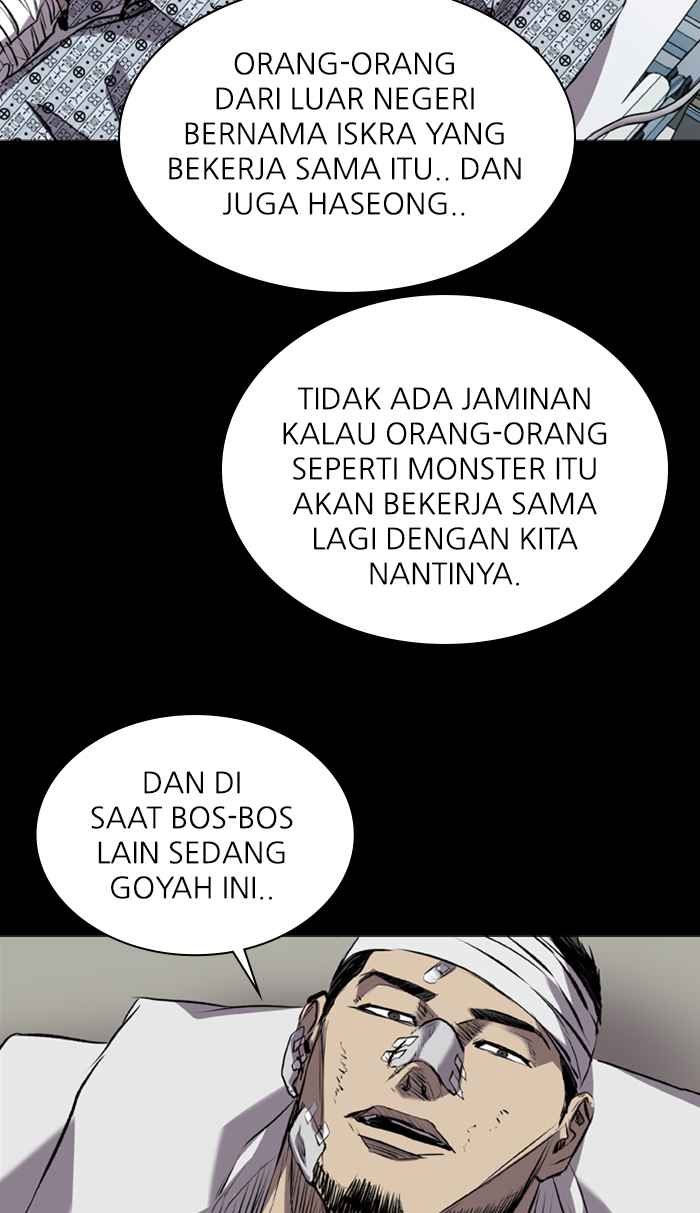 ORANG-ORANG
DARI LUAR NEGERI
BERNAMA ISKRA YANG
BEKERJA SAMA ITU.. DAN
JUGA HASEONG..
TIDAK ADA JAMINAN
KALAU ORANG-ORANG
SEPERTI MONSTER ITU
AKAN BEKERJA SAMA
LAGI DENGAN KITA
NANTINYA.
DAN DI
SAAT BOS-BOS
LAIN SEDANG
GOYAH INI..